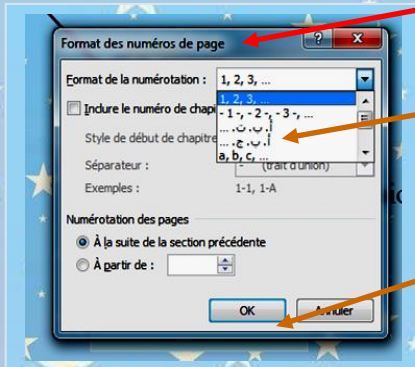 Format des numéros de page
Format de la numérotation : 1, 2, 3, ...
1, 2, 3, ...
- 1 -, - 2 -, - 3 -, ...
أ. ب. ت. ...
أ. ب. ج. ...
a, b, c, ...
Inclure le numéro de chapi
Style de début de chapitre
Séparateur : - (trait d'union)
Exemples : 1-1, 1-A
Numérotation des pages
À la suite de la section précédente
À partir de :
OK Annuler